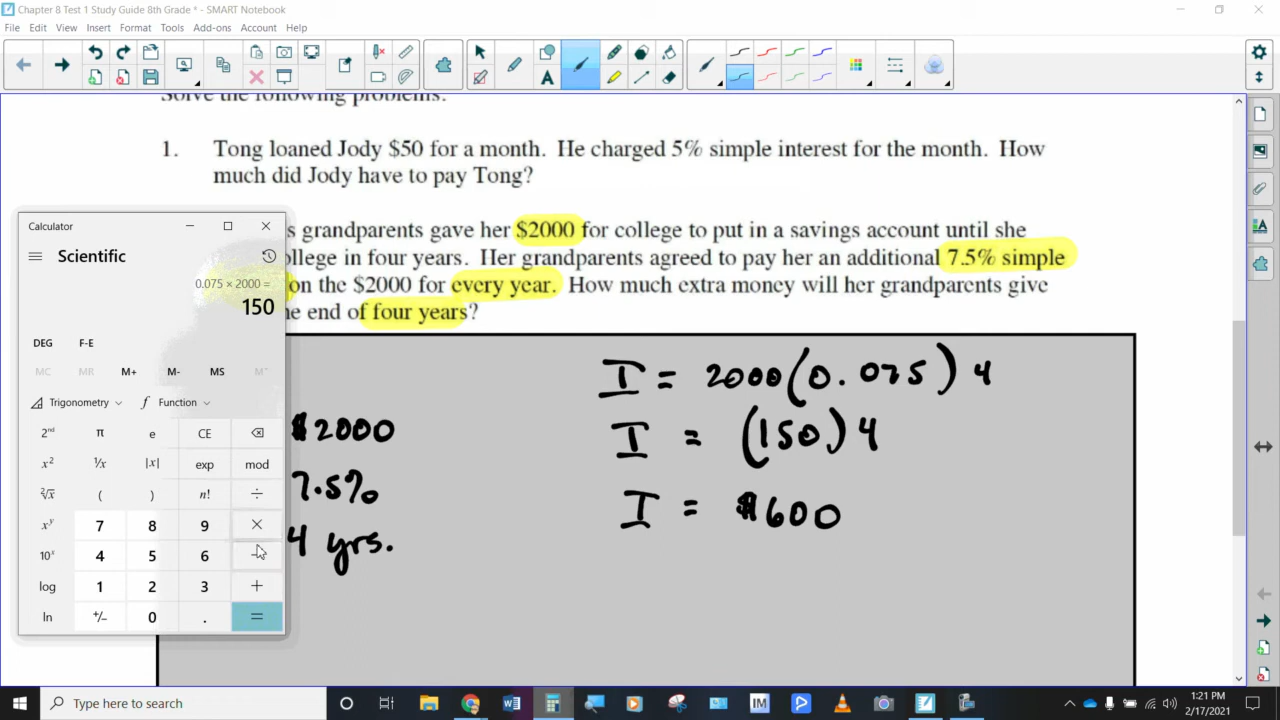 Chapter 8 Test 1 Study Guide 8th Grade * - SMART Notebook
File Edit View Insert Format Tools Add-ons Account Help
Solve the following problems.
1. Tong loaned Jody $50 for a month. He charged 5% simple interest for the month. How
much did Jody have to pay Tong?
s grandparents gave her $2000 for college to put in a savings account until she
ollege in four years. Her grandparents agreed to pay her an additional 7.5% simple
on the $2000 for every year. How much extra money will her grandparents give
he end of four years?
Calculator
Scientific
0.075 × 2000 =
150
DEG F-E
MC MR M+ M- MS M˅
Trigonometry f Function
2nd π e CE
x² ¹/x |x| exp mod
²√x ( ) n! ÷
xʸ 7 8 9 ×
10ˣ 4 5 6 −
log 1 2 3 +
ln +/− 0 . =
$2000
7.5%
4 yrs.
I = 2000(0.075)4
I = (150)4
I = $600
Type here to search
1:21 PM
2/17/2021